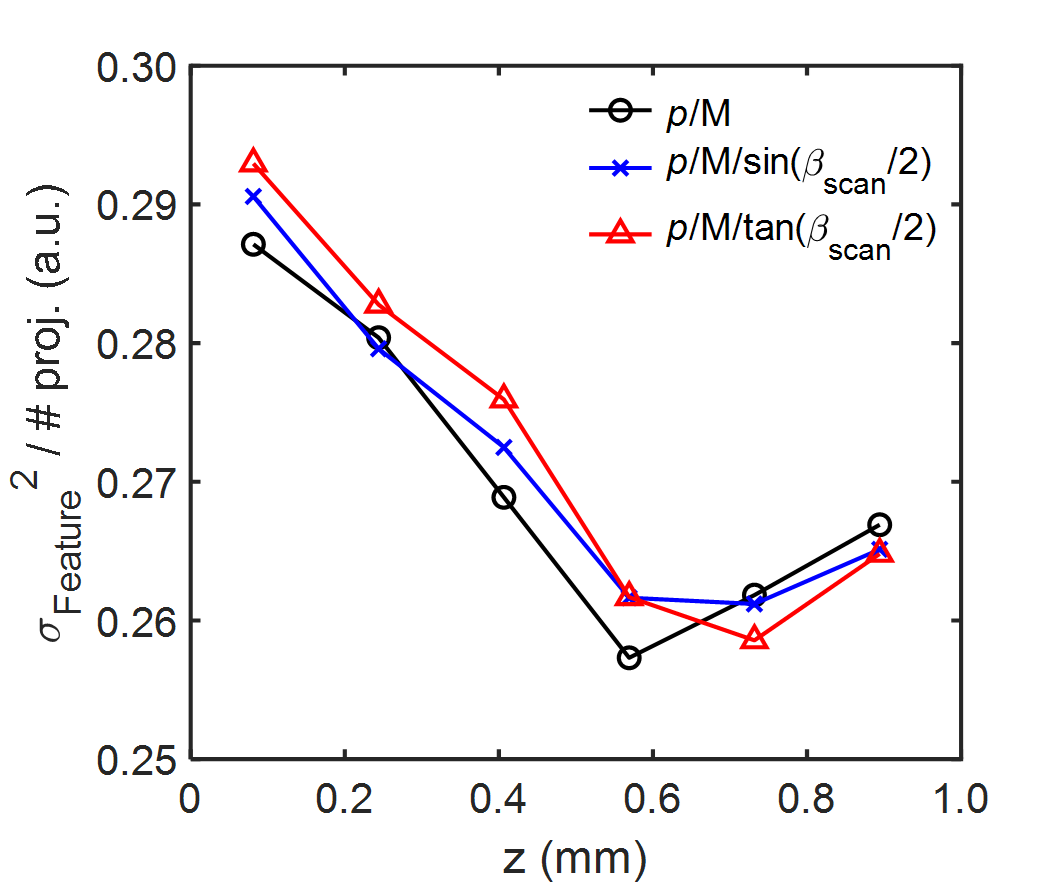 0.30
0.29
0.28
0.27
0.26
0.25
σFeature² / # proj. (a.u.)
p/M
p/M/sin(βscan/2)
p/M/tan(βscan/2)
0 0.2 0.4 0.6 0.8 1.0
z (mm)